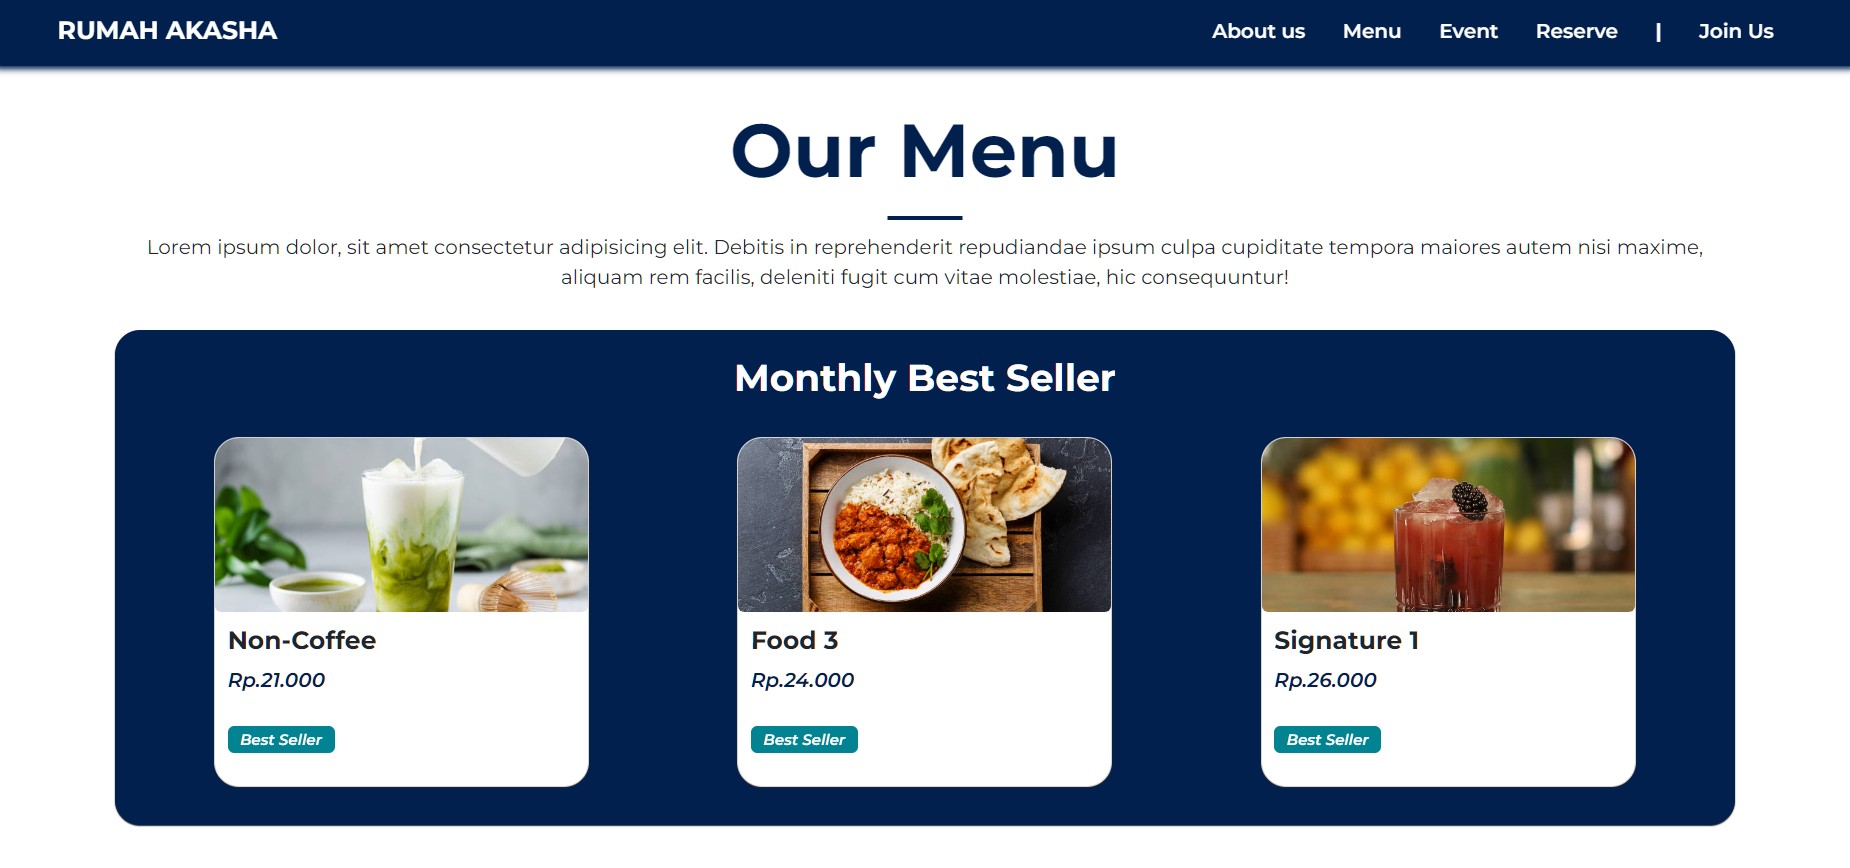 RUMAH AKASHA
About us Menu Event Reserve | Join Us
Our Menu
Lorem ipsum dolor, sit amet consectetur adipisicing elit. Debitis in reprehenderit repudiandae ipsum culpa cupiditate tempora maiores autem nisi maxime,
aliquam rem facilis, deleniti fugit cum vitae molestiae, hic consequuntur!
Monthly Best Seller
Non-Coffee
Rp.21.000
Best Seller
Food 3
Rp.24.000
Best Seller
Signature 1
Rp.26.000
Best Seller